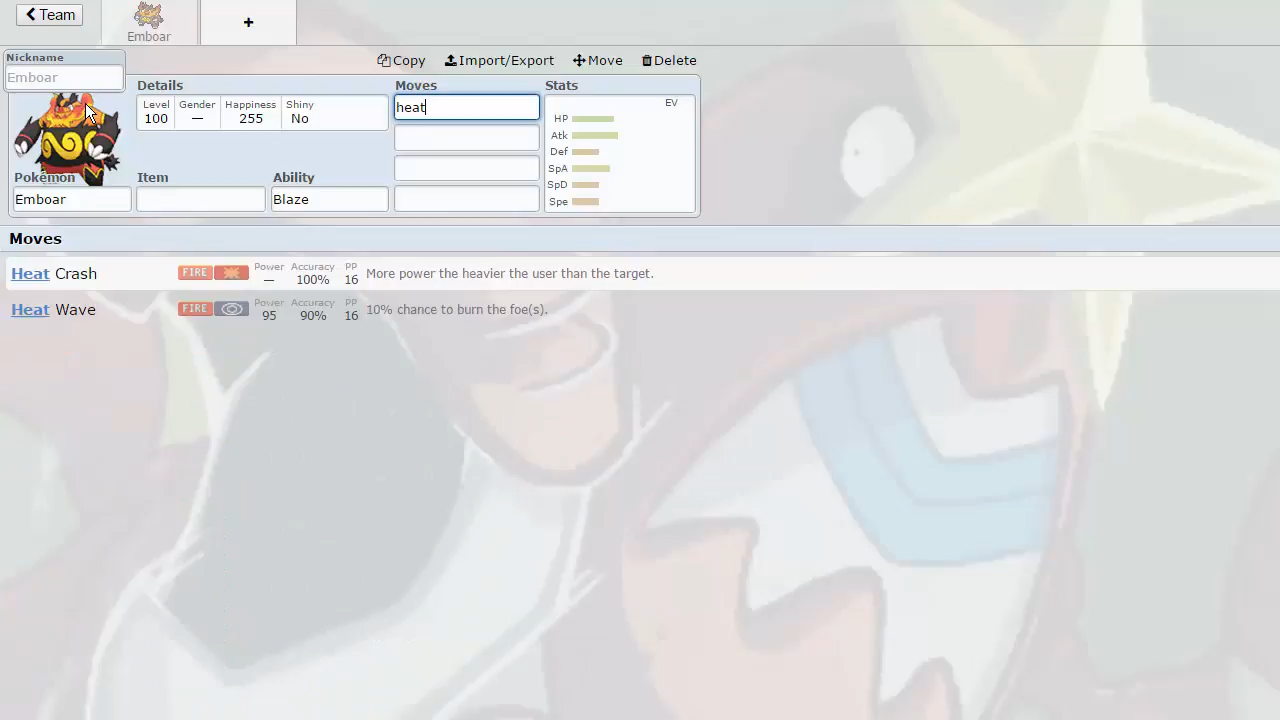 Team
Emboar
+
Nickname
Emboar
Copy
Import/Export
Move
Delete
Details
Moves
Stats
Level
Gender
Happiness
Shiny
100
—
255
No
heat
EV
HP
Atk
Def
SpA
SpD
Spe
Pokémon
Item
Ability
Emboar
Blaze
Moves
Heat Crash FIRE Power — Accuracy 100% PP 16 More power the heavier the user than the target.
Heat Wave FIRE Power 95 Accuracy 90% PP 16 10% chance to burn the foe(s).